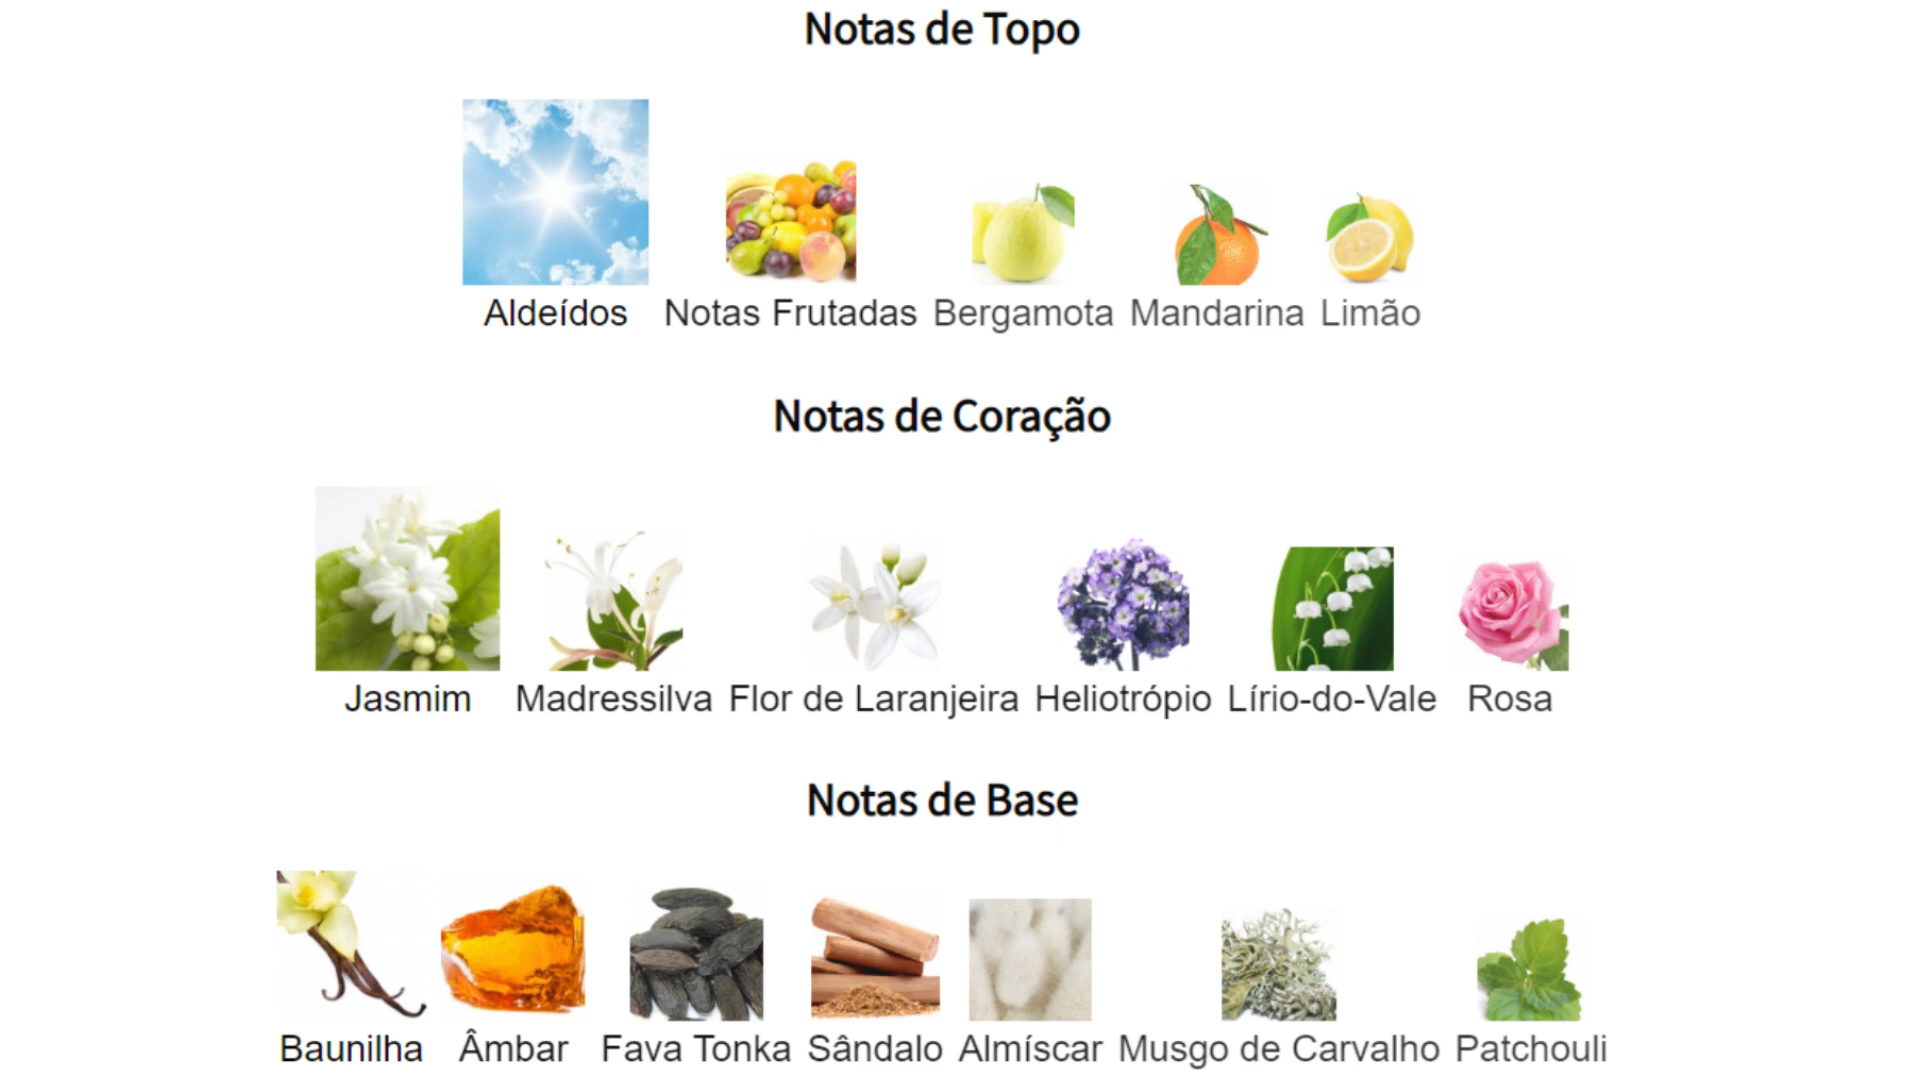 Notas de Topo
Aldeídos Notas Frutadas Bergamota Mandarina Limão
Notas de Coração
Jasmim Madressilva Flor de Laranjeira Heliotrópio Lírio-do-Vale Rosa
Notas de Base
Baunilha Âmbar Fava Tonka Sândalo Almíscar Musgo de Carvalho Patchouli